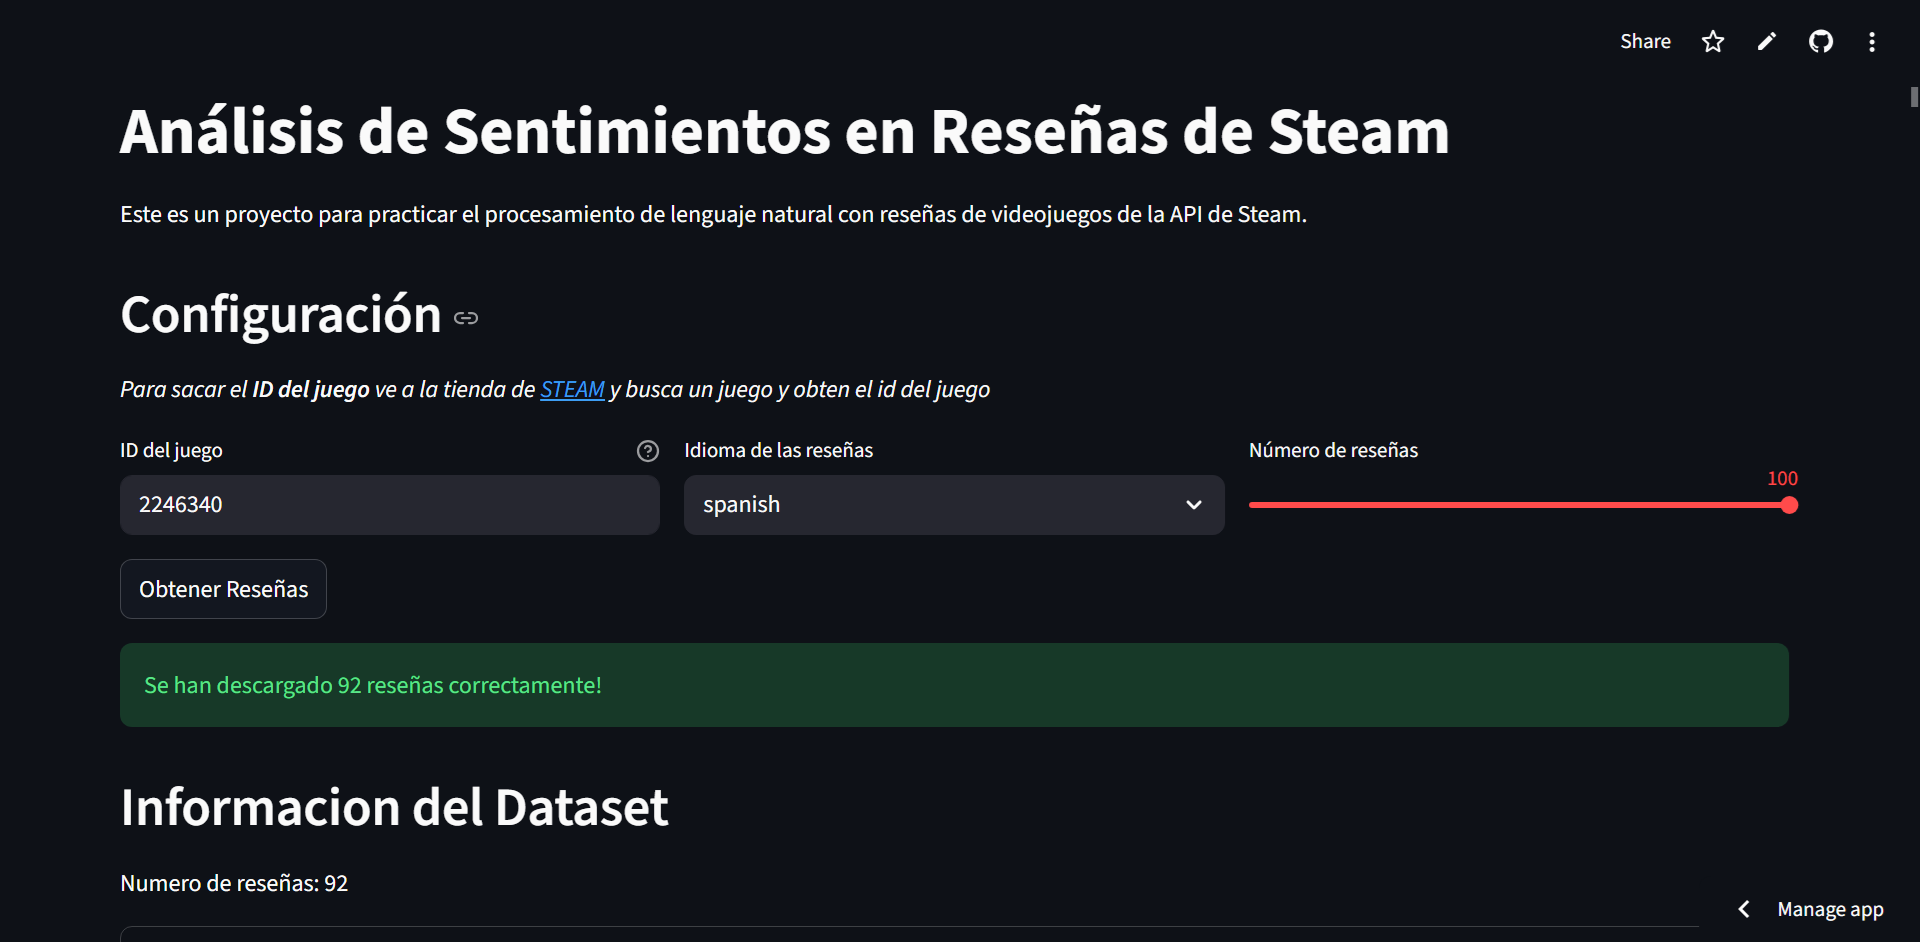 Share
Análisis de Sentimientos en Reseñas de Steam
Este es un proyecto para practicar el procesamiento de lenguaje natural con reseñas de videojuegos de la API de Steam.
Configuración
Para sacar el ID del juego ve a la tienda de STEAM y busca un juego y obten el id del juego
ID del juego
Idioma de las reseñas
Número de reseñas
100
2246340
spanish
Obtener Reseñas
Se han descargado 92 reseñas correctamente!
Informacion del Dataset
Numero de reseñas: 92
Manage app